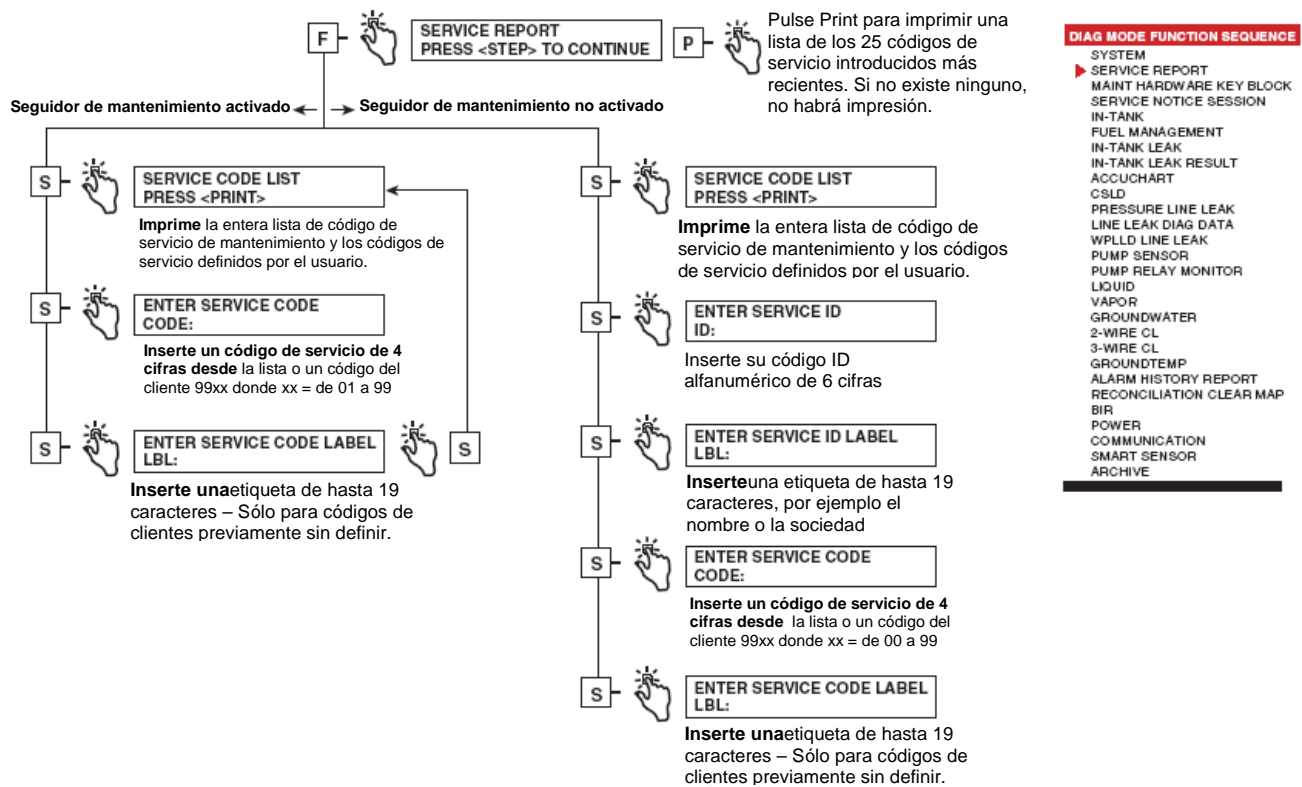 F
SERVICE REPORT
PRESS <STEP> TO CONTINUE
P
Pulse Print para imprimir una
lista de los 25 códigos de
servicio introducidos más
recientes. Si no existe ninguno,
no habrá impresión.
Seguidor de mantenimiento activado
Seguidor de mantenimiento no activado
S
SERVICE CODE LIST
PRESS <PRINT>
Imprime la entera lista de código de
servicio de mantenimiento y los códigos de
servicio definidos por el usuario.
S
ENTER SERVICE CODE
CODE:
Inserte un código de servicio de 4
cifras desde la lista o un código del
cliente 99xx donde xx = de 01 a 99
S
ENTER SERVICE CODE LABEL
LBL:
S
Inserte unaetiqueta de hasta 19
caracteres – Sólo para códigos de
clientes previamente sin definir.
S
SERVICE CODE LIST
PRESS <PRINT>
Imprime la entera lista de código de
servicio de mantenimiento y los códigos
de servicio definidos por el usuario.
S
ENTER SERVICE ID
ID:
Inserte su código ID
alfanumérico de 6 cifras
S
ENTER SERVICE ID LABEL
LBL:
Inserteuna etiqueta de hasta 19
caracteres, por ejemplo el
nombre o la sociedad
S
ENTER SERVICE CODE
CODE:
Inserte un código de servicio de 4
cifras desde la lista o un código del
cliente 99xx donde xx = de 00 a 99
S
ENTER SERVICE CODE LABEL
LBL:
Inserte unaetiqueta de hasta 19
caracteres – Sólo para códigos de
clientes previamente sin definir.
DIAG MODE FUNCTION SEQUENCE
SYSTEM
SERVICE REPORT
MAINT HARDWARE KEY BLOCK
SERVICE NOTICE SESSION
IN-TANK
FUEL MANAGEMENT
IN-TANK LEAK
IN-TANK LEAK RESULT
ACCUCHART
CSLD
PRESSURE LINE LEAK
LINE LEAK DIAG DATA
WPLLD LINE LEAK
PUMP SENSOR
PUMP RELAY MONITOR
LIQUID
VAPOR
GROUNDWATER
2-WIRE CL
3-WIRE CL
GROUNDTEMP
ALARM HISTORY REPORT
RECONCILIATION CLEAR MAP
BIR
POWER
COMMUNICATION
SMART SENSOR
ARCHIVE